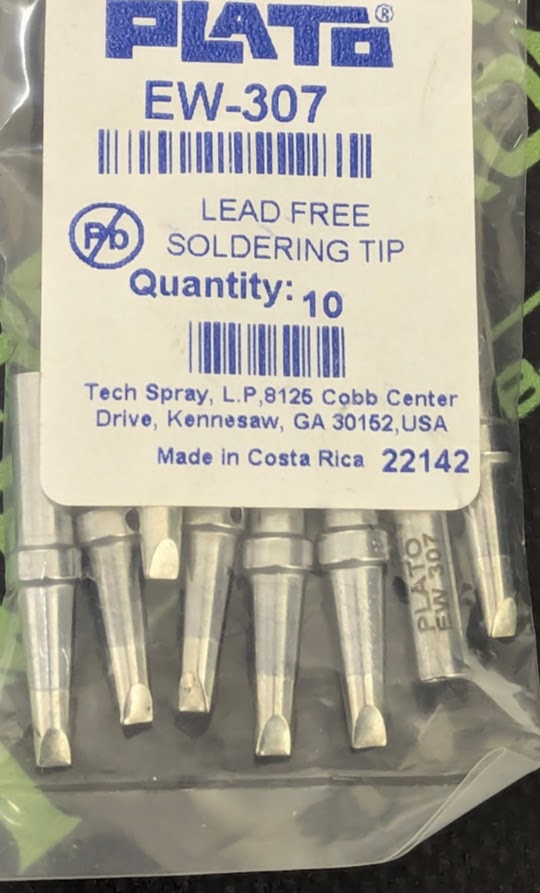 PLATO®
EW-307
LEAD FREE
Pb
SOLDERING TIP
Quantity: 10
Tech Spray, L.P,8125 Cobb Center
Drive, Kennesaw, GA 30152,USA
Made in Costa Rica 22142
PLATO
EW 307